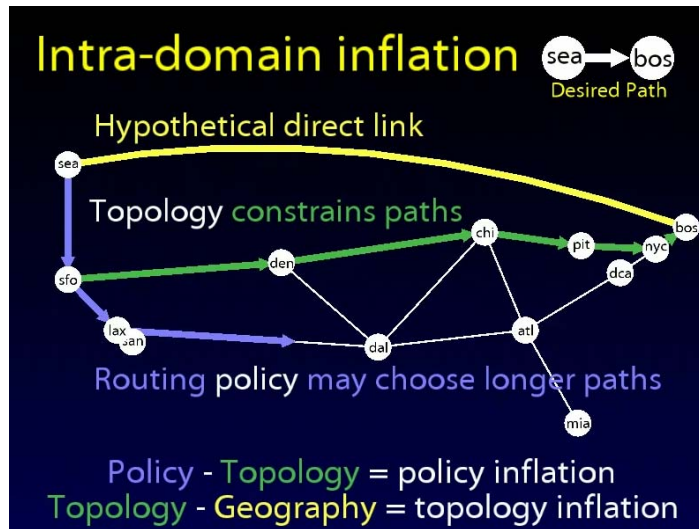 Intra-domain inflation
sea bos
Desired Path
Hypothetical direct link
sea
Topology constrains paths
bos
chi
pit
nyc
den
dca
sfo
lax
san
atl
dal
Routing policy may choose longer paths
mia
Policy - Topology = policy inflation
Topology - Geography = topology inflation